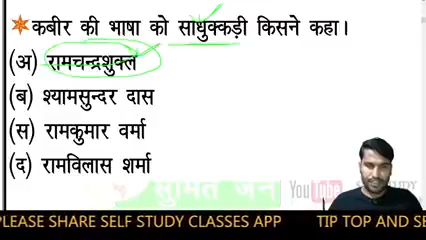 कबीर की भाषा को साधुक्कड़ी किसने कहा।
(अ) रामचन्द्रशुक्ल
(ब) श्यामसुन्दर दास
(स) रामकुमार वर्मा
(द) रामविलास शर्मा
सुमित जैन
YouTube
PLEASE SHARE SELF STUDY CLASSES APP TIP TOP AND SE